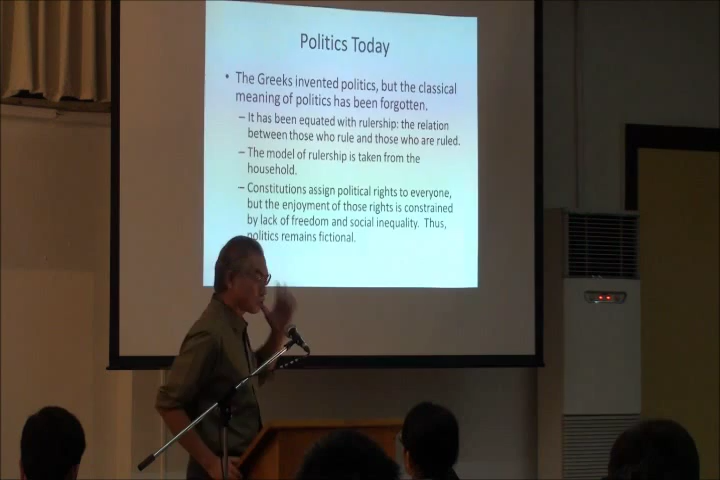 Politics Today
• The Greeks invented politics, but the classical
meaning of politics has been forgotten.
– It has been equated with rulership: the relation
between those who rule and those who are ruled.
– The model of rulership is taken from the
household.
– Constitutions assign political rights to everyone,
but the enjoyment of those rights is constrained
by lack of freedom and social inequality. Thus,
politics remains fictional.